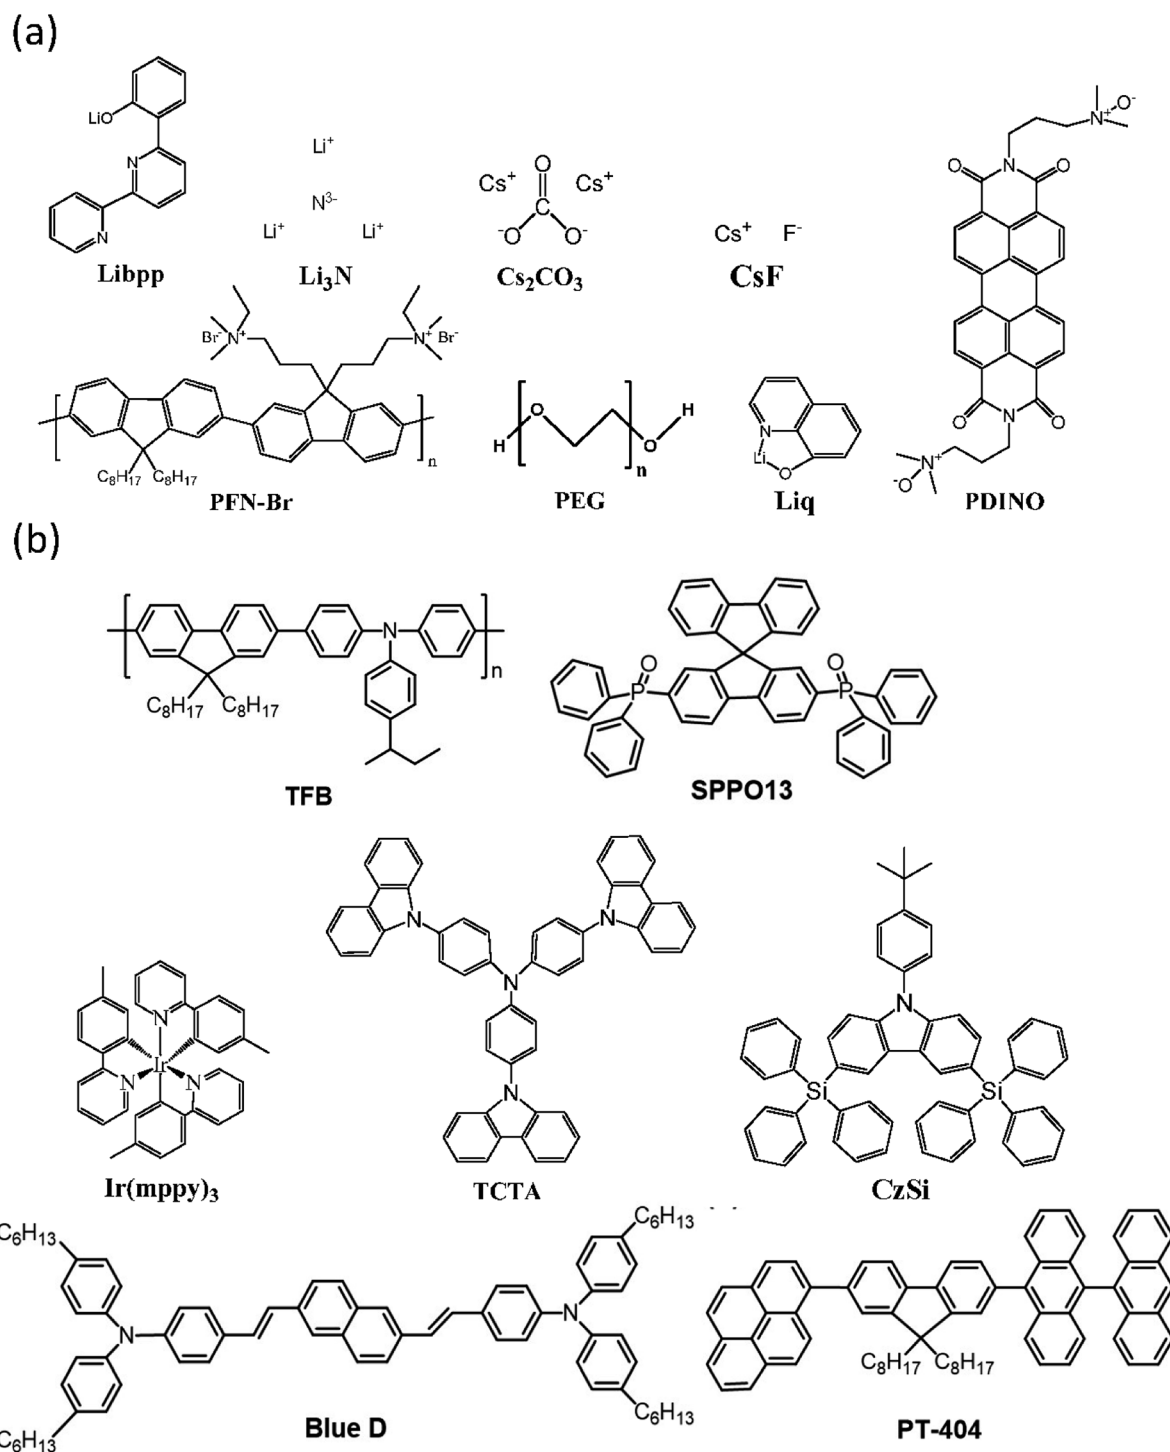 (a)
LiO
N
N
Libpp
Li⁺
N³⁻
Li⁺ Li⁺
Li₃N
O
Cs⁺ Cs⁺
C
⁻O O⁻
Cs₂CO₃
Cs⁺ F⁻
CsF
N⁺ O⁻
O N O
O N O
N⁺
⁻O
PDINO
Br⁻ N⁺ N⁺ Br⁻
n
C₈H₁₇ C₈H₁₇
PFN-Br
O H
H O
n
PEG
N
Li
O
Liq
(b)
N
n
C₈H₁₇ C₈H₁₇
TFB
O O
P P
SPPO13
N
Ir
N N
Ir(mppy)₃
N N
N
N
TCTA
N
Si Si
CzSi
C₆H₁₃ C₆H₁₃
N N
C₆H₁₃ C₆H₁₃
Blue D
C₈H₁₇ C₈H₁₇
PT-404